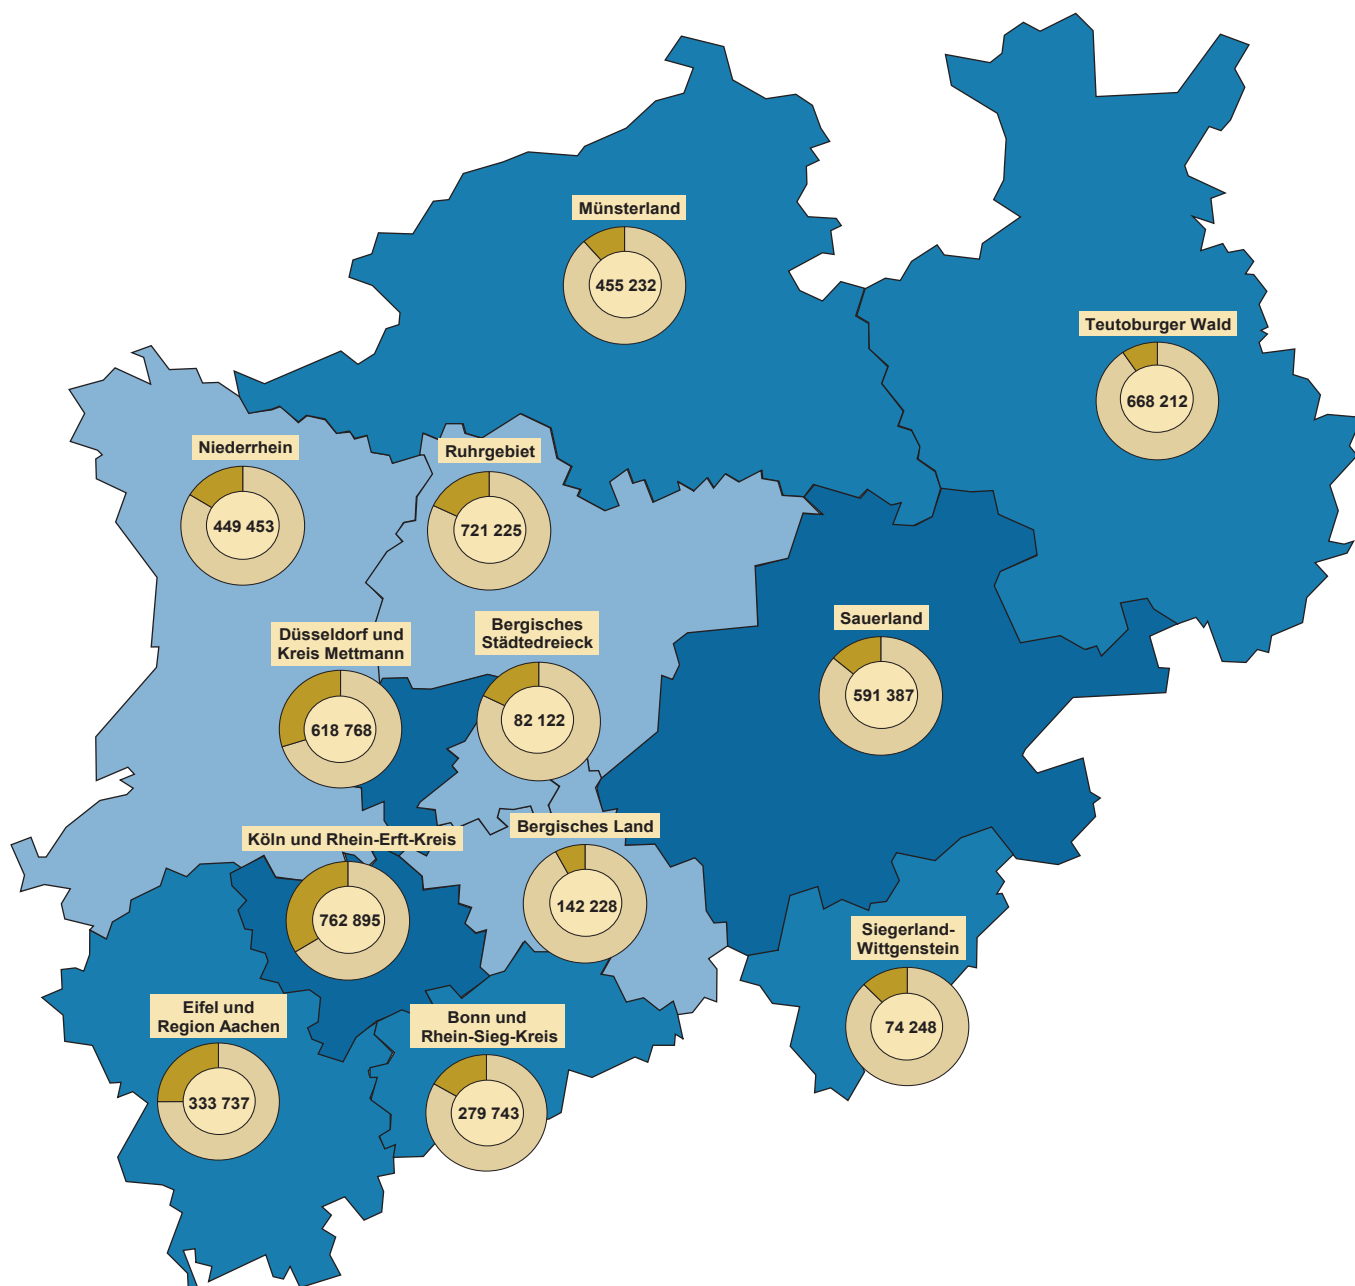 Münsterland
455 232
Teutoburger Wald
668 212
Niederrhein
449 453
Ruhrgebiet
721 225
Düsseldorf und
Kreis Mettmann
618 768
Bergisches
Städtedreieck
82 122
Sauerland
591 387
Köln und Rhein-Erft-Kreis
762 895
Bergisches Land
142 228
Siegerland-
Wittgenstein
74 248
Eifel und
Region Aachen
333 737
Bonn und
Rhein-Sieg-Kreis
279 743